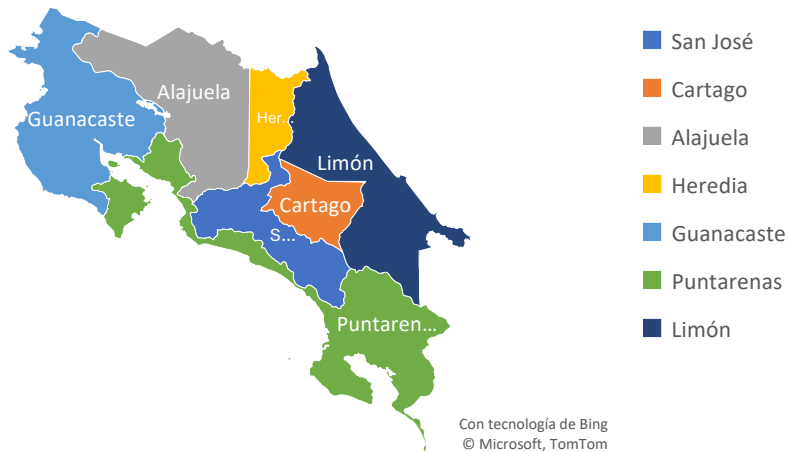 Guanacaste
Alajuela
Her...
Limón
Cartago
S...
Puntaren...
San José
Cartago
Alajuela
Heredia
Guanacaste
Puntarenas
Limón
Con tecnología de Bing
© Microsoft, TomTom